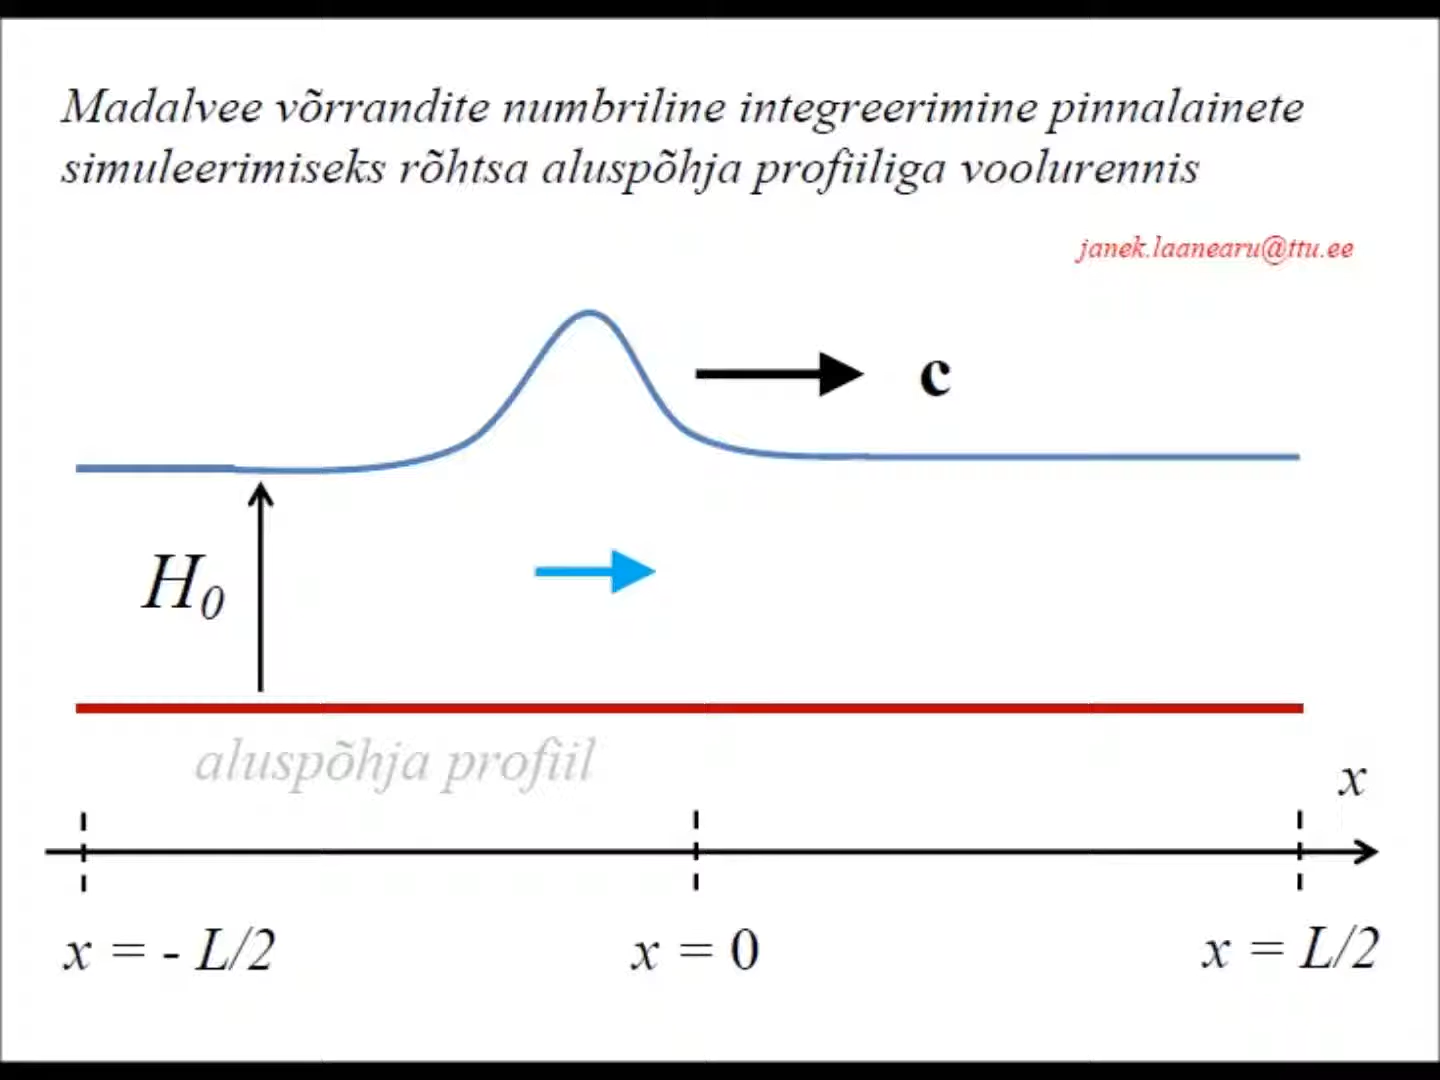 Madalvee võrrandite numbriline integreerimine pinnalainete
simuleerimiseks rõhtsa aluspõhja profiiliga voolurennis
janek.laanearu@ttu.ee
c
H₀
aluspõhja profiil
x
x = - L/2
x = 0
x = L/2